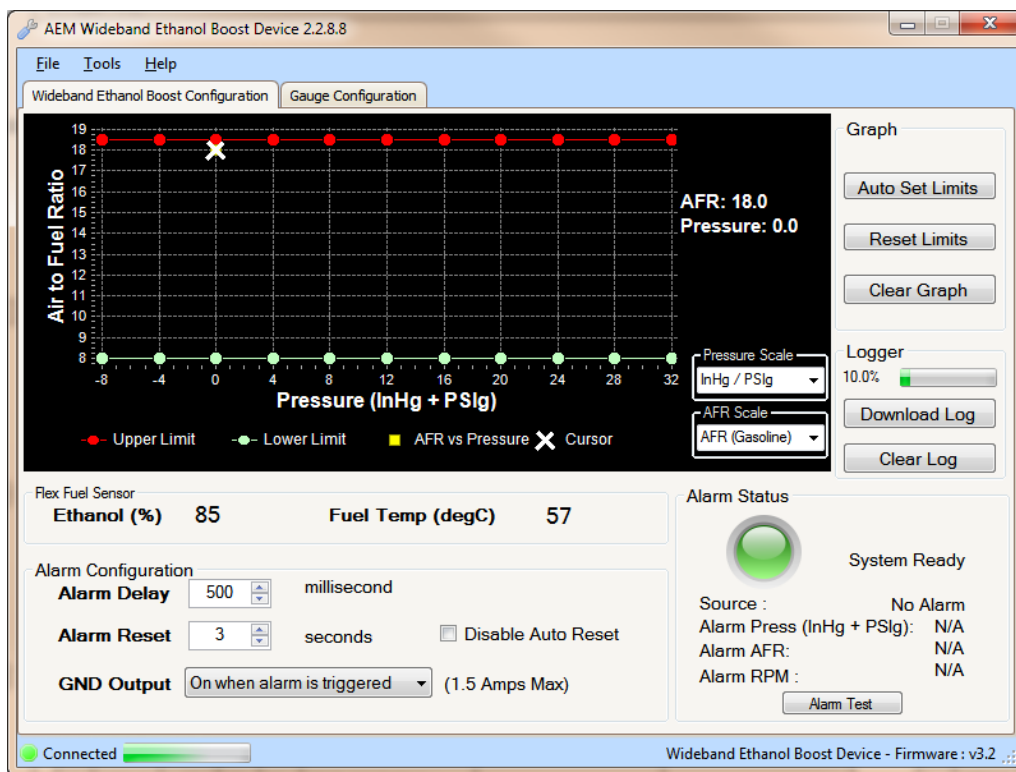 AEM Wideband Ethanol Boost Device 2.2.8.8
File Tools Help
Wideband Ethanol Boost Configuration Gauge Configuration
Air to Fuel Ratio
19
18
17
16
15
14
13
12
11
10
9
8
-8 -4 0 4 8 12 16 20 24 28 32
Pressure (InHg + PSIg)
Upper Limit Lower Limit AFR vs Pressure Cursor
AFR: 18.0
Pressure: 0.0
Pressure Scale
InHg / PSIg
AFR Scale
AFR (Gasoline)
Graph
Auto Set Limits
Reset Limits
Clear Graph
Logger
10.0%
Download Log
Clear Log
Flex Fuel Sensor
Ethanol (%) 85 Fuel Temp (degC) 57
Alarm Configuration
Alarm Delay 500 millisecond
Alarm Reset 3 seconds Disable Auto Reset
GND Output On when alarm is triggered (1.5 Amps Max)
Alarm Status
System Ready
Source : No Alarm
Alarm Press (InHg + PSIg): N/A
Alarm AFR: N/A
Alarm RPM : N/A
Alarm Test
Connected Wideband Ethanol Boost Device - Firmware : v3.2